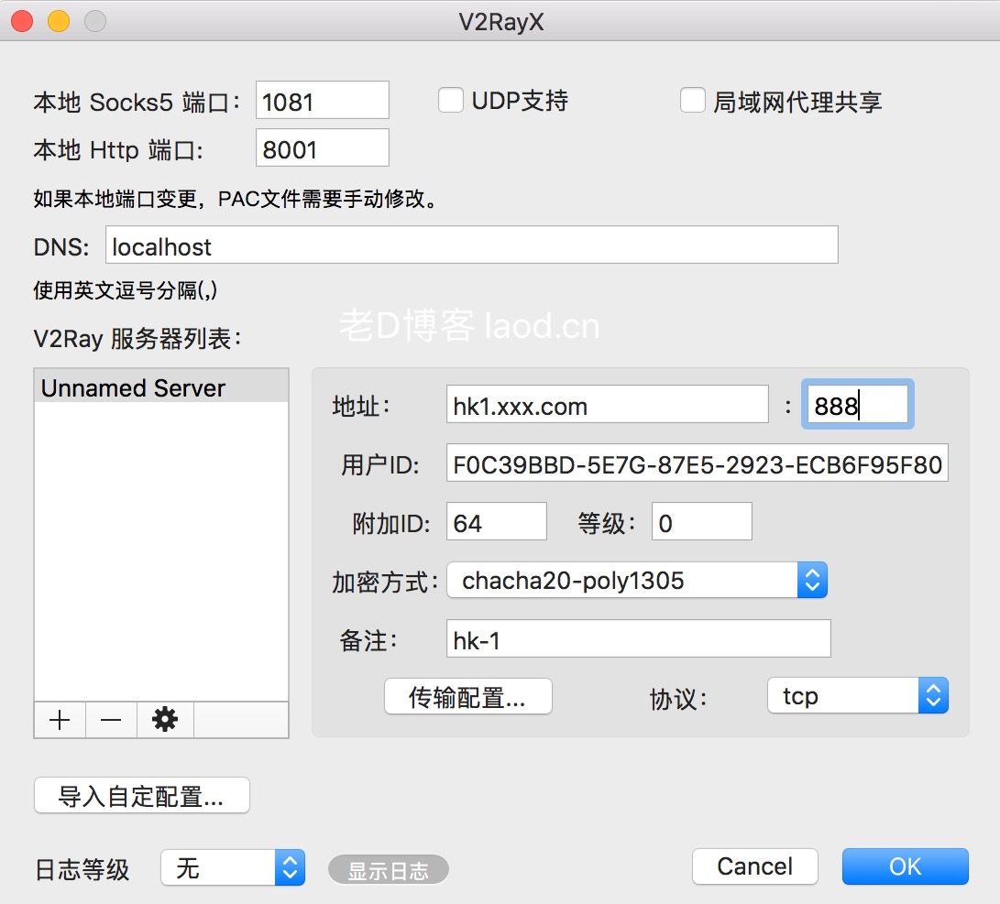 V2RayX
本地 Socks5 端口： 1081 UDP支持 局域网代理共享
本地 Http 端口: 8001
如果本地端口变更，PAC文件需要手动修改。
DNS: localhost
使用英文逗号分隔(,)
老D博客 laod.cn
V2Ray 服务器列表：
Unnamed Server
地址： hk1.xxx.com : 888
用户ID: F0C39BBD-5E7G-87E5-2923-ECB6F95F80
附加ID: 64 等级： 0
加密方式： chacha20-poly1305
备注： hk-1
传输配置... 协议： tcp
导入自定配置...
日志等级 无 显示日志 Cancel OK